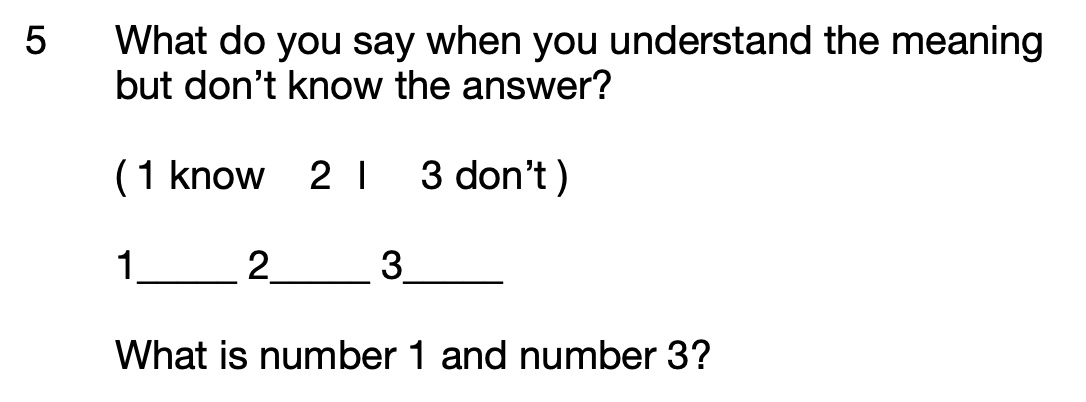 5 What do you say when you understand the meaning
but don’t know the answer?
( 1 know 2 I 3 don’t )
1_____ 2_____ 3_____
What is number 1 and number 3?